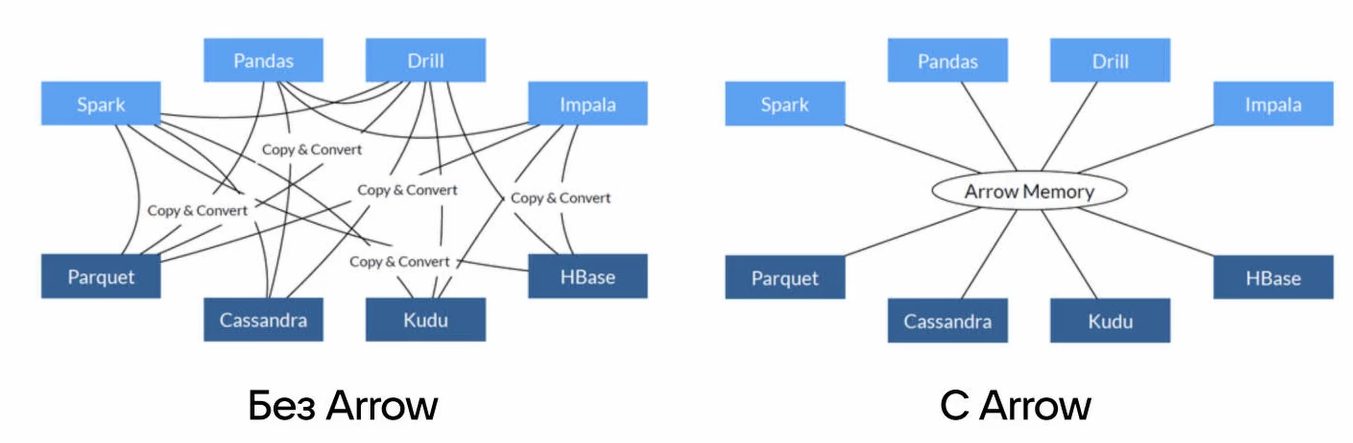 Pandas
Drill
Spark
Impala
Copy & Convert
Copy & Convert
Copy & Convert
Copy & Convert
Copy & Convert
Parquet
HBase
Cassandra
Kudu
Без Arrow
Pandas
Drill
Spark
Impala
Arrow Memory
Parquet
HBase
Cassandra
Kudu
С Arrow